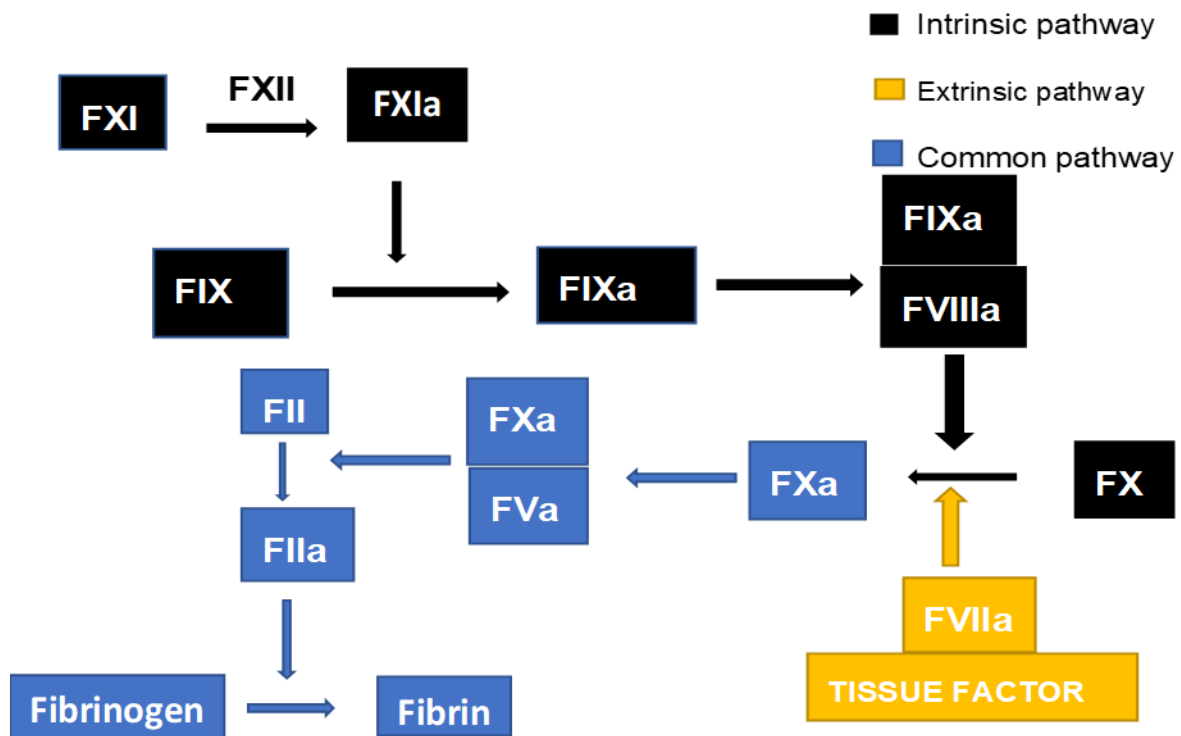 Intrinsic pathway
Extrinsic pathway
Common pathway
FXI
FXII
FXIa
FIX
FIXa
FIXa
FVIIIa
FII
FXa
FVa
FXa
FX
FIIa
FVIIa
TISSUE FACTOR
Fibrinogen
Fibrin